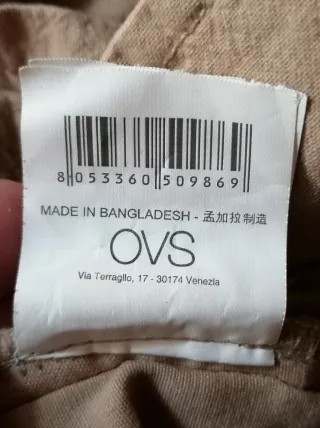 8 053360 509869
MADE IN BANGLADESH - 孟加拉制造
OVS
Via Terraglio, 17 - 30174 Venezia